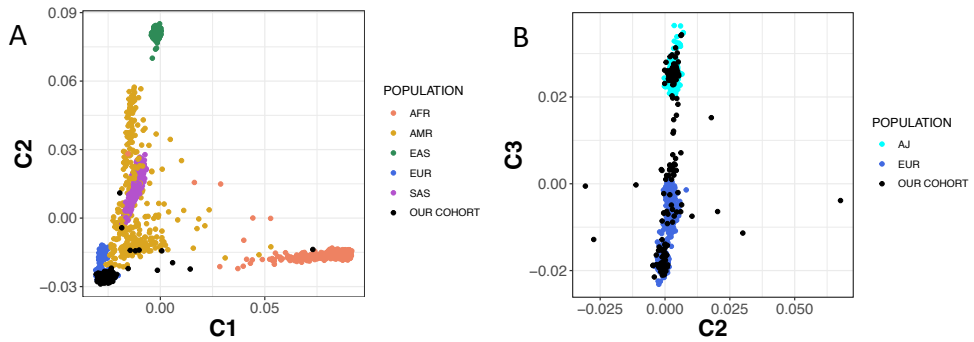 A
0.09
0.06
0.03
0.00
−0.03
C2
0.00
0.05
C1
POPULATION
AFR
AMR
EAS
EUR
SAS
OUR COHORT
B
0.02
0.00
−0.02
C3
−0.025
0.000
0.025
0.050
C2
POPULATION
AJ
EUR
OUR COHORT